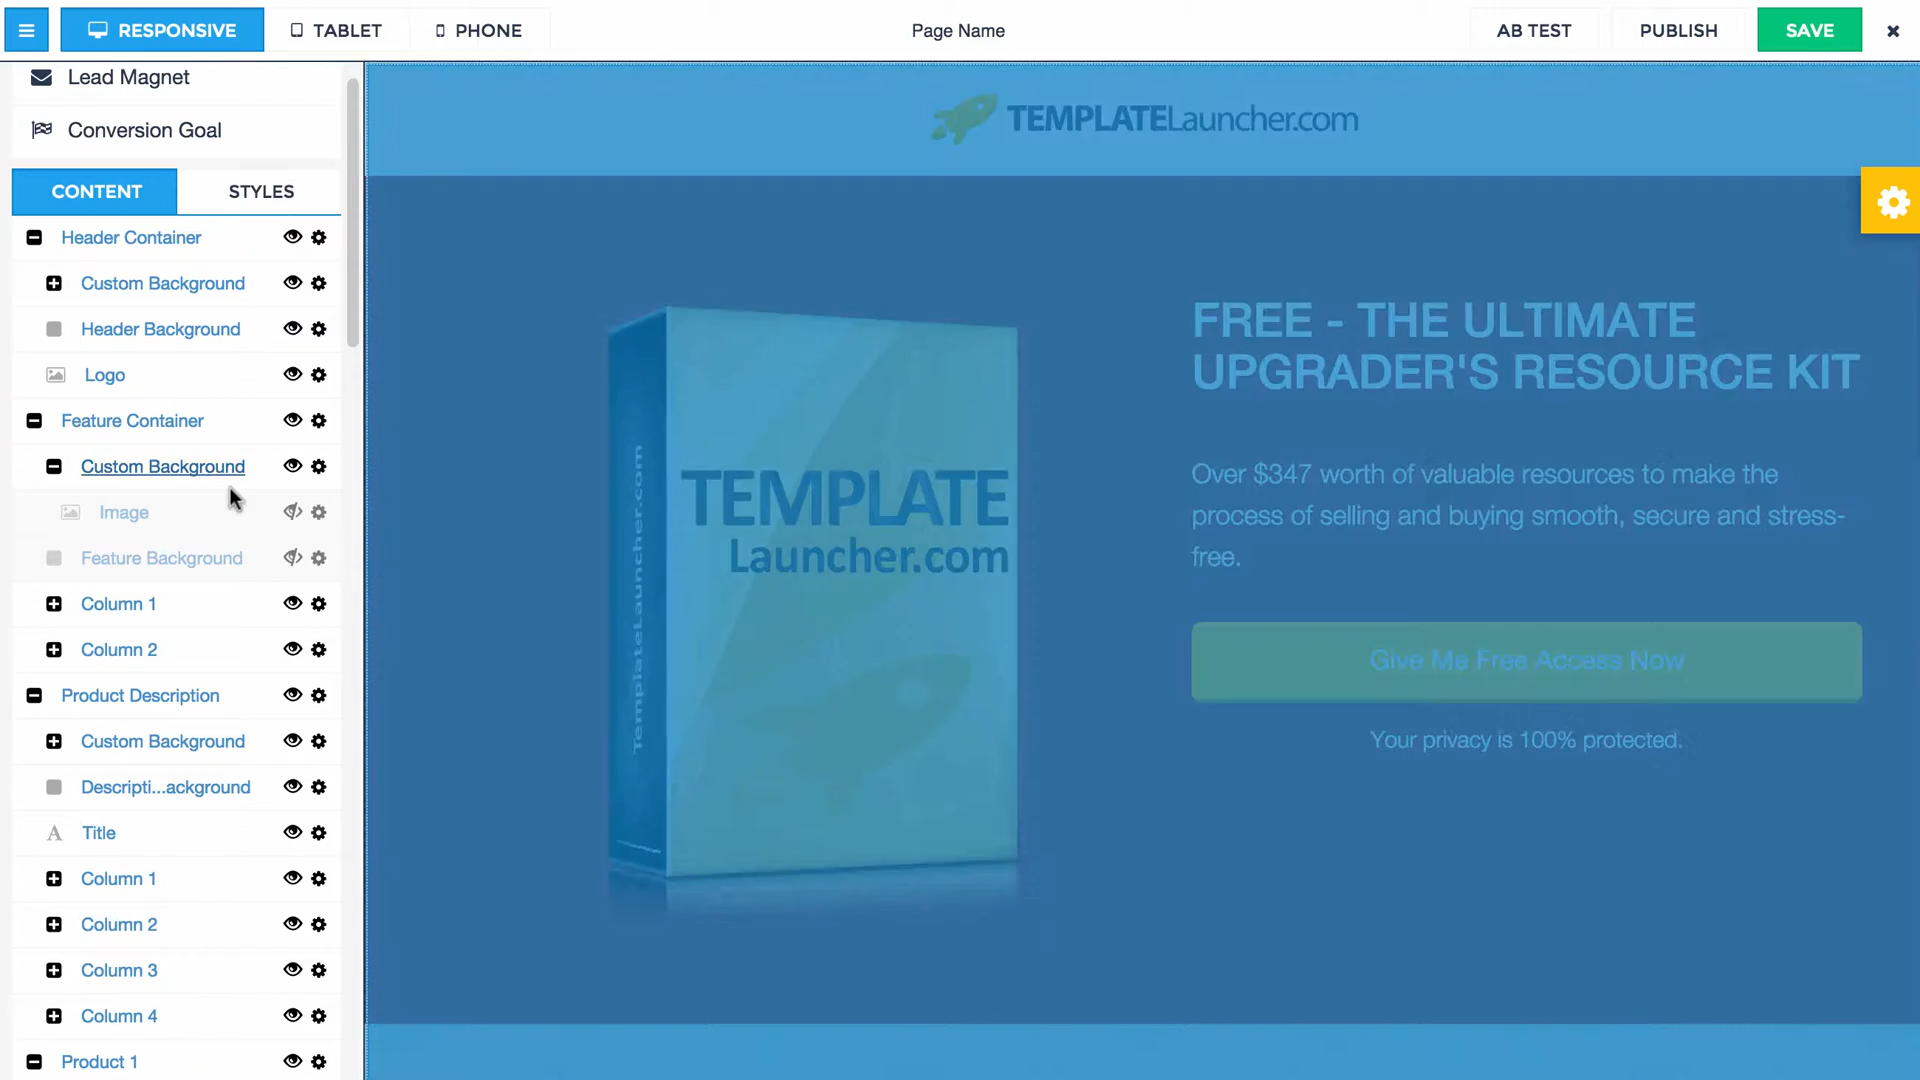 RESPONSIVE
TABLET
PHONE
Page Name
AB TEST
PUBLISH
SAVE
Lead Magnet
Conversion Goal
CONTENT
STYLES
Header Container
Custom Background
Header Background
Logo
Feature Container
Custom Background
Image
Feature Background
Column 1
Column 2
Product Description
Custom Background
Descripti...ackground
Title
Column 1
Column 2
Column 3
Column 4
Product 1
TEMPLATELauncher.com
TemplateLauncher.com
TEMPLATE
Launcher.com
FREE - THE ULTIMATE
UPGRADER'S RESOURCE KIT
Over $347 worth of valuable resources to make the
process of selling and buying smooth, secure and stress-
free.
Give Me Free Access Now
Your privacy is 100% protected.